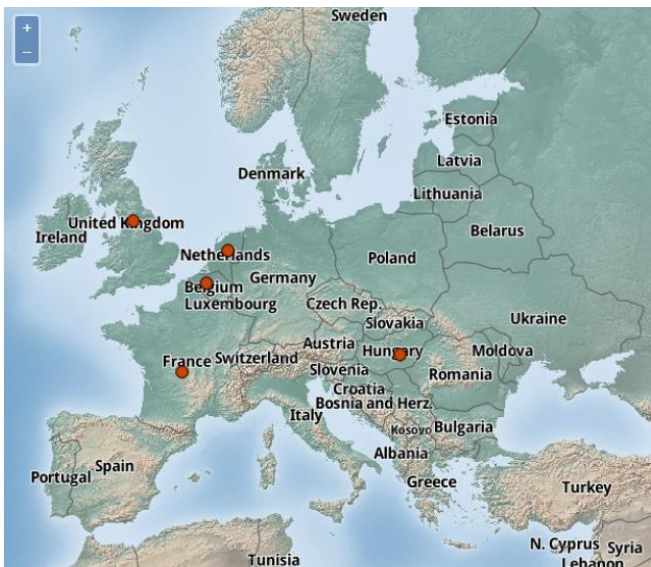 +
−
Sweden
Estonia
Latvia
Denmark
Lithuania
United Kingdom
Ireland
Belarus
Netherlands
Poland
Germany
Belgium
Luxembourg
Czech Rep.
Ukraine
Slovakia
Austria
Hungary
Moldova
France
Switzerland
Slovenia
Romania
Croatia
Bosnia and Herz.
Italy
Kosovo
Bulgaria
Albania
Spain
Portugal
Greece
Turkey
N. Cyprus
Syria
Tunisia
Lebanon